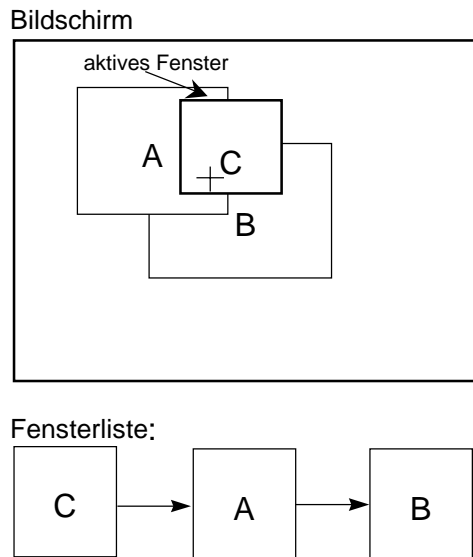 Bildschirm
aktives Fenster
A
C
B
Fensterliste:
C A B